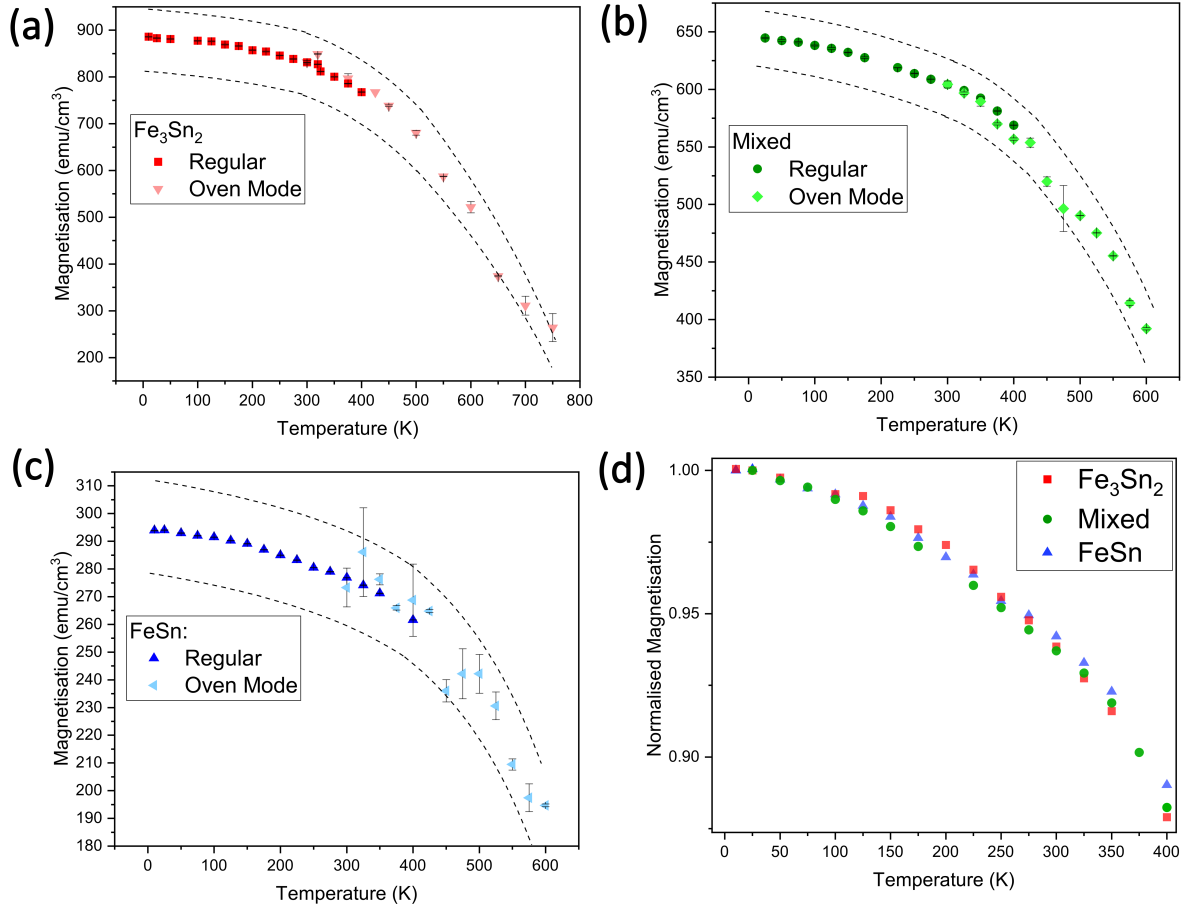 (a)
900
800
700
600
500
400
300
200
Magnetisation (emu/cm³)
Fe₃Sn₂
Regular
Oven Mode
0 100 200 300 400 500 600 700 800
Temperature (K)
(b)
650
600
550
500
450
400
350
Magnetisation (emu/cm³)
Mixed
Regular
Oven Mode
0 100 200 300 400 500 600
Temperature (K)
(c)
310
300
290
280
270
260
250
240
230
220
210
200
190
180
Magnetisation (emu/cm³)
FeSn:
Regular
Oven Mode
0 100 200 300 400 500 600
Temperature (K)
(d)
1.00
0.95
0.90
Normalised Magnetisation
Fe₃Sn₂
Mixed
FeSn
0 50 100 150 200 250 300 350 400
Temperature (K)